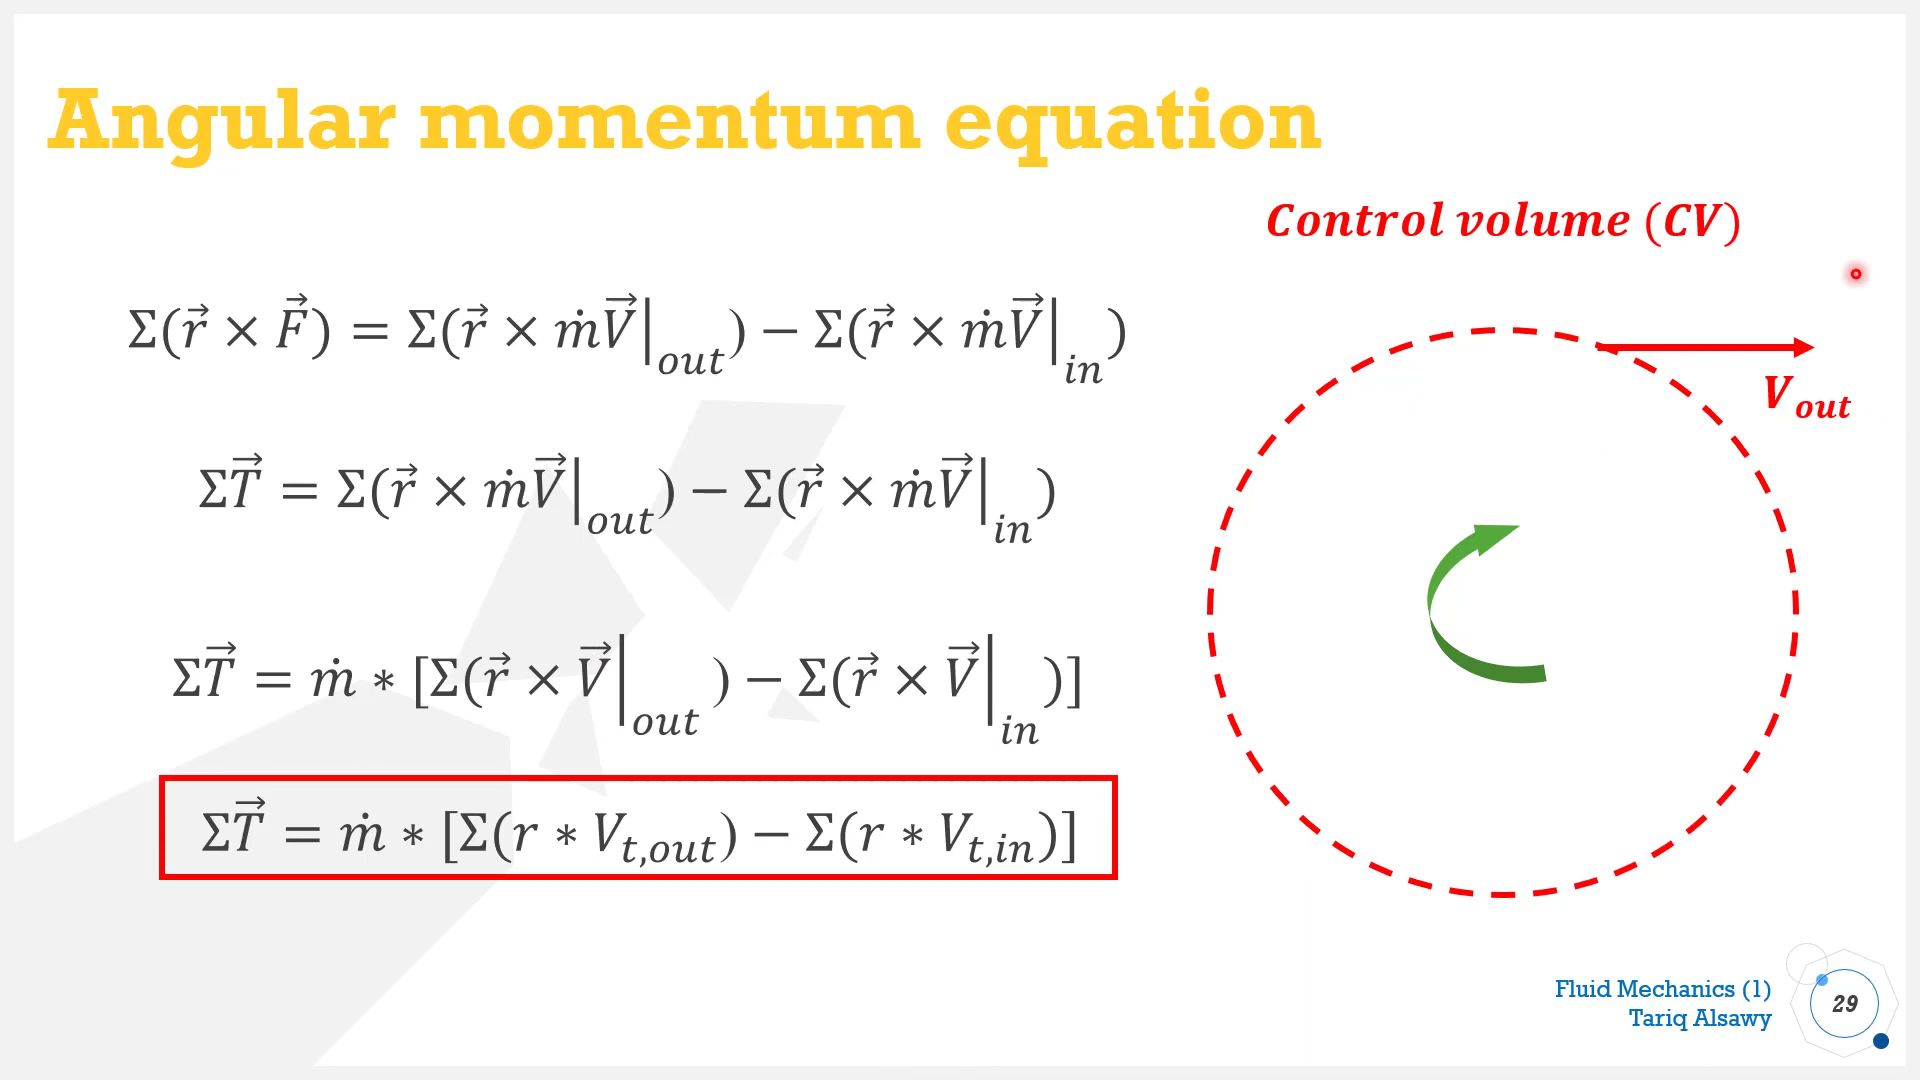 Angular momentum equation
Control volume (CV)
Σ(r⃗ × F⃗) = Σ(r⃗ × ṁV⃗|out) − Σ(r⃗ × ṁV⃗|in)
Vout
ΣT⃗ = Σ(r⃗ × ṁV⃗|out) − Σ(r⃗ × ṁV⃗|in)
ΣT⃗ = ṁ ∗ [Σ(r⃗ × V⃗|out) − Σ(r⃗ × V⃗|in)]
ΣT⃗ = ṁ ∗ [Σ(r ∗ Vt,out) − Σ(r ∗ Vt,in)]
Fluid Mechanics (1)
Tariq Alsawy
29